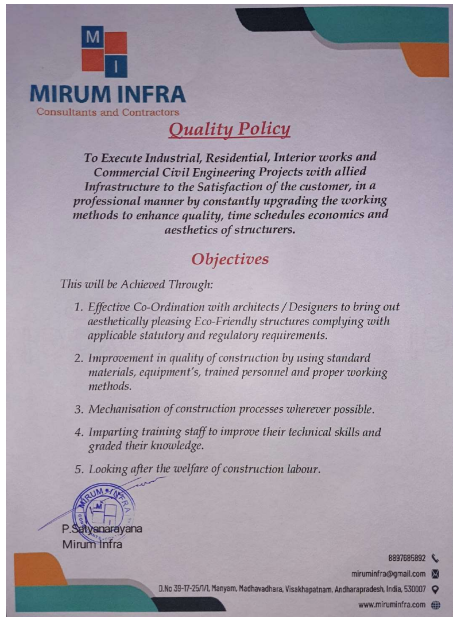 M
I
MIRUM INFRA
Consultants and Contractors
Quality Policy
To Execute Industrial, Residential, Interior works and
Commercial Civil Engineering Projects with allied
Infrastructure to the Satisfaction of the customer, in a
professional manner by constantly upgrading the working
methods to enhance quality, time schedules economics and
aesthetics of structurers.
Objectives
This will be Achieved Through:
1. Effective Co-Ordination with architects / Designers to bring out
aesthetically pleasing Eco-Friendly structures complying with
applicable statutory and regulatory requirements.
2. Improvement in quality of construction by using standard
materials, equipment's, trained personnel and proper working
methods.
3. Mechanisation of construction processes wherever possible.
4. Imparting training staff to improve their technical skills and
graded their knowledge.
5. Looking after the welfare of construction labour.
MIRUM INFRA
M
P.Satyanarayana
Mirum Infra
8897685892
miruminfra@gmail.com
D.No 39-17-25/1/1, Manyam, Madhavadhara, Visakhapatnam, Andharapradesh, India, 530007
www.miruminfra.com